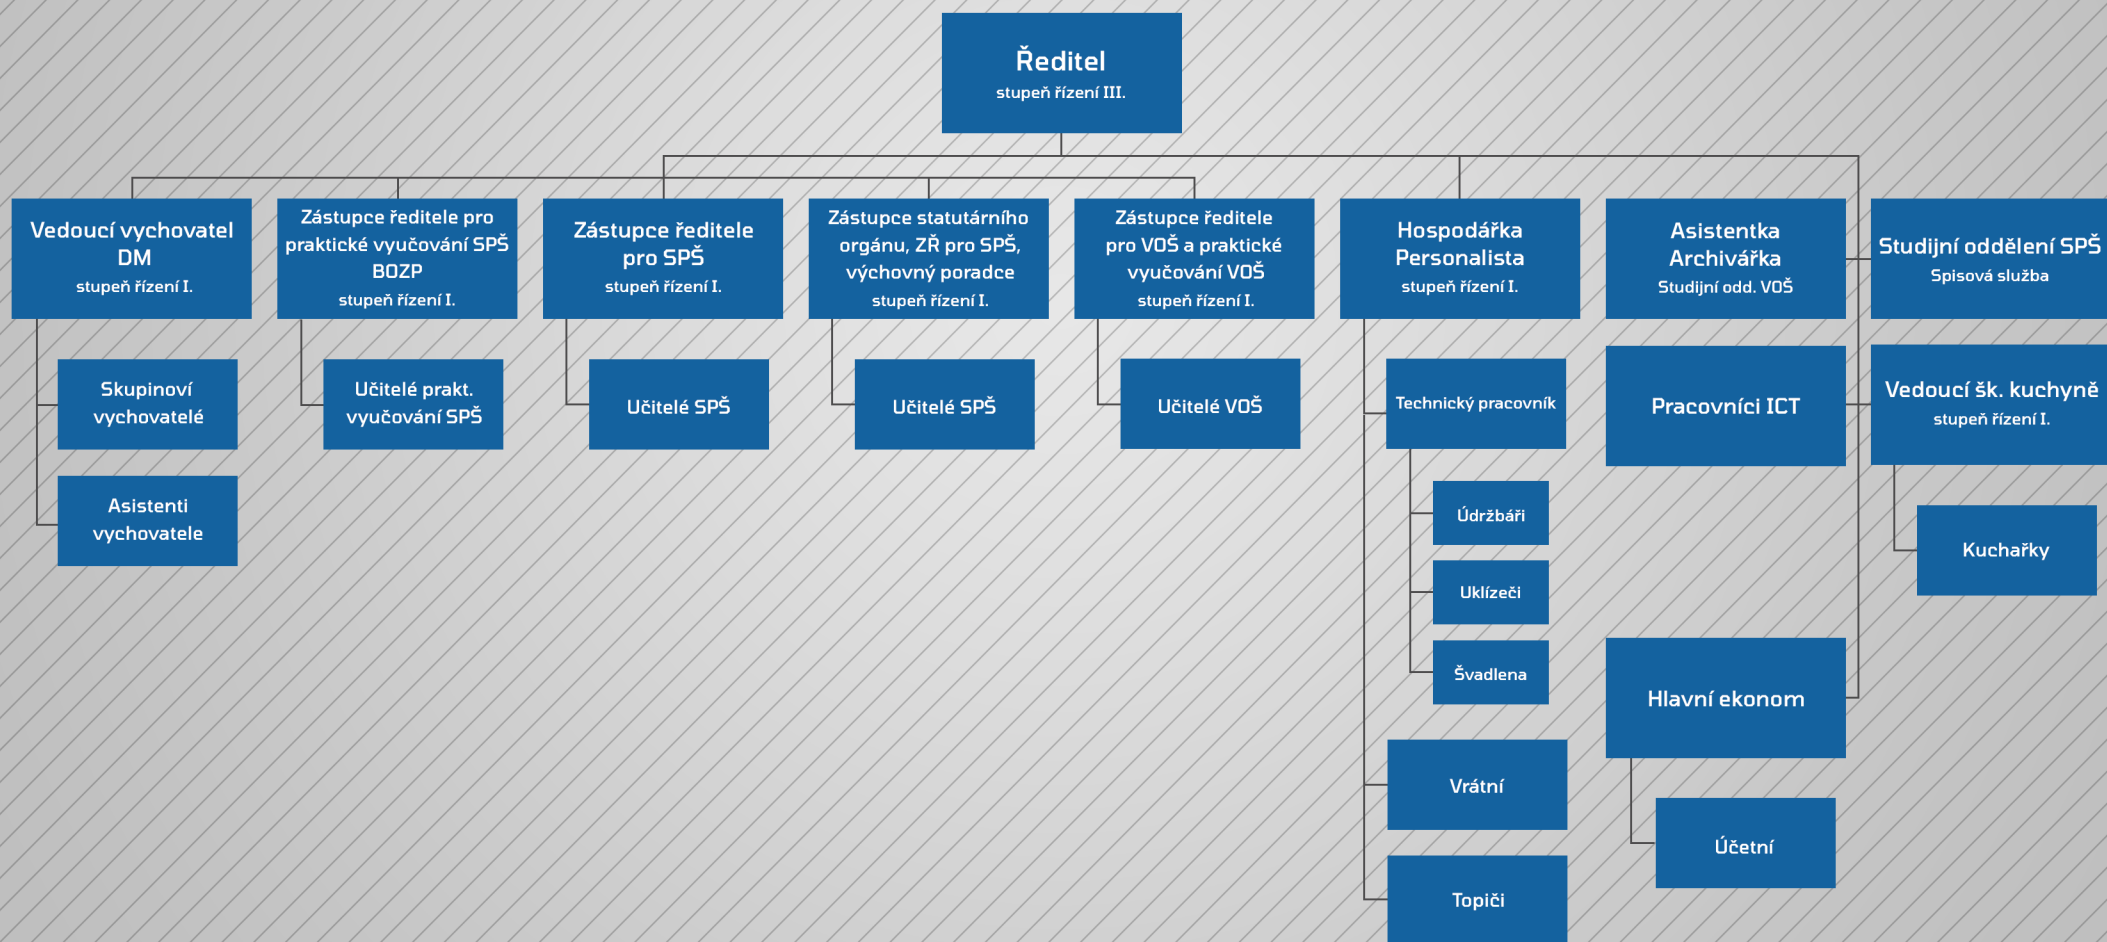 Ředitel
stupeň řízení III.
Vedoucí vychovatel
DM
stupeň řízení I.
Zástupce ředitele pro
praktické vyučování SPŠ
BOZP
stupeň řízení I.
Zástupce ředitele
pro SPŠ
stupeň řízení I.
Zástupce statutárního
orgánu, ZŘ pro SPŠ,
výchovný poradce
stupeň řízení I.
Zástupce ředitele
pro VOŠ a praktické
vyučování VOŠ
stupeň řízení I.
Hospodářka
Personalista
stupeň řízení I.
Asistentka
Archivářka
Studijní odd. VOŠ
Studijní oddělení SPŠ
Spisová služba
Skupinoví
vychovatelé
Učitelé prakt.
vyučování SPŠ
Učitelé SPŠ
Učitelé SPŠ
Učitelé VOŠ
Technický pracovník
Pracovníci ICT
Vedoucí šk. kuchyně
stupeň řízení I.
Asistenti
vychovatele
Údržbáři
Uklízeči
Švadlena
Kuchařky
Hlavní ekonom
Vrátní
Účetní
Topiči